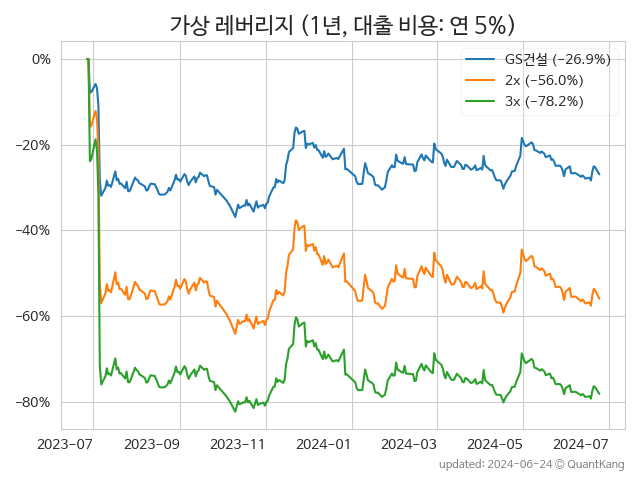 가상 레버리지 (1년, 대출 비용: 연 5%)
GS건설 (−26.9%)
2x (−56.0%)
3x (−78.2%)
0%
−20%
−40%
−60%
−80%
2023-07 2023-09 2023-11 2024-01 2024-03 2024-05 2024-07
updated: 2024-06-24 © QuantKang